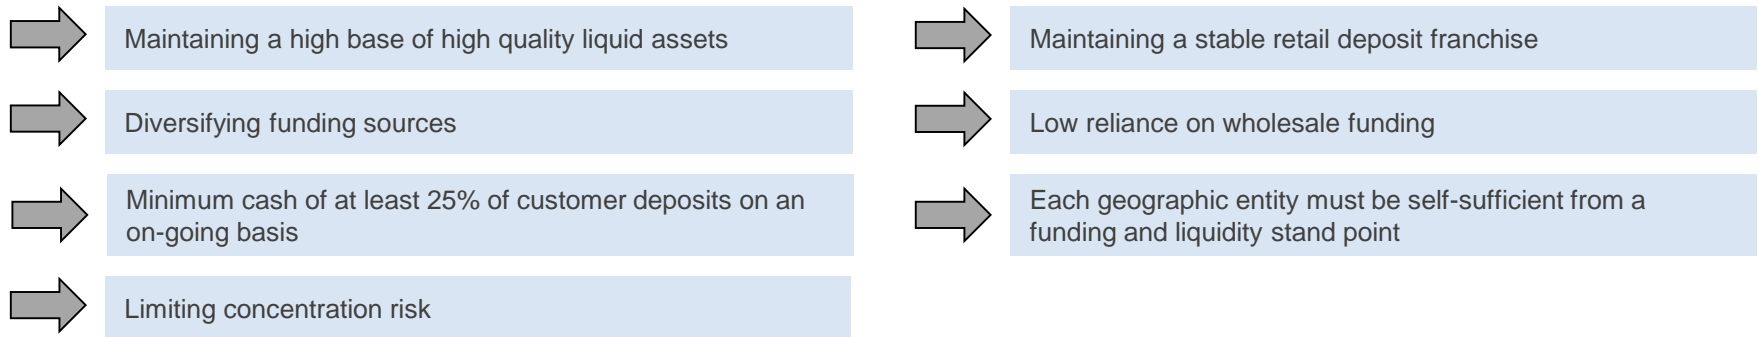 Maintaining a high base of high quality liquid assets
Diversifying funding sources
Minimum cash of at least 25% of customer deposits on an
on-going basis
Limiting concentration risk
Maintaining a stable retail deposit franchise
Low reliance on wholesale funding
Each geographic entity must be self-sufficient from a
funding and liquidity stand point